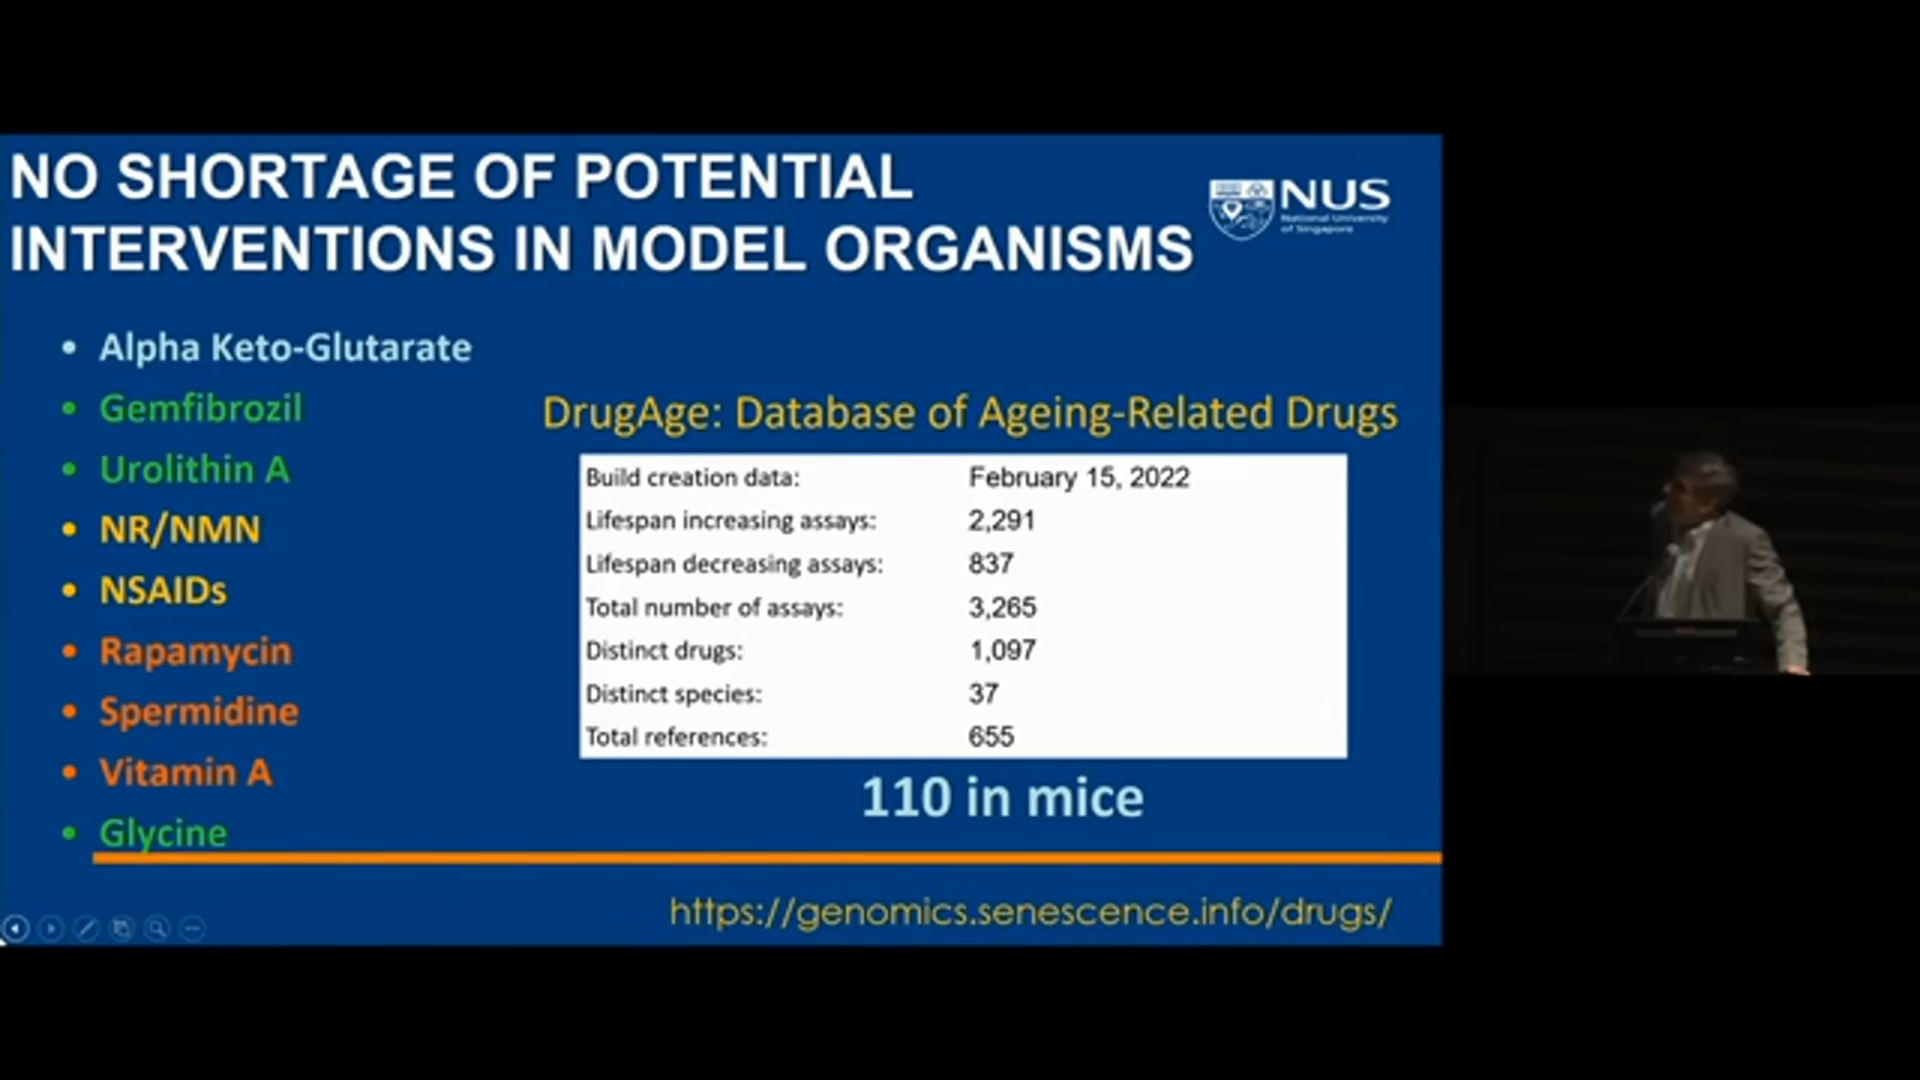 NO SHORTAGE OF POTENTIAL
INTERVENTIONS IN MODEL ORGANISMS
NUS
National University
of Singapore
• Alpha Keto-Glutarate
• Gemfibrozil
• Urolithin A
• NR/NMN
• NSAIDs
• Rapamycin
• Spermidine
• Vitamin A
• Glycine
DrugAge: Database of Ageing-Related Drugs
Build creation data: February 15, 2022
Lifespan increasing assays: 2,291
Lifespan decreasing assays: 837
Total number of assays: 3,265
Distinct drugs: 1,097
Distinct species: 37
Total references: 655
110 in mice
https://genomics.senescence.info/drugs/